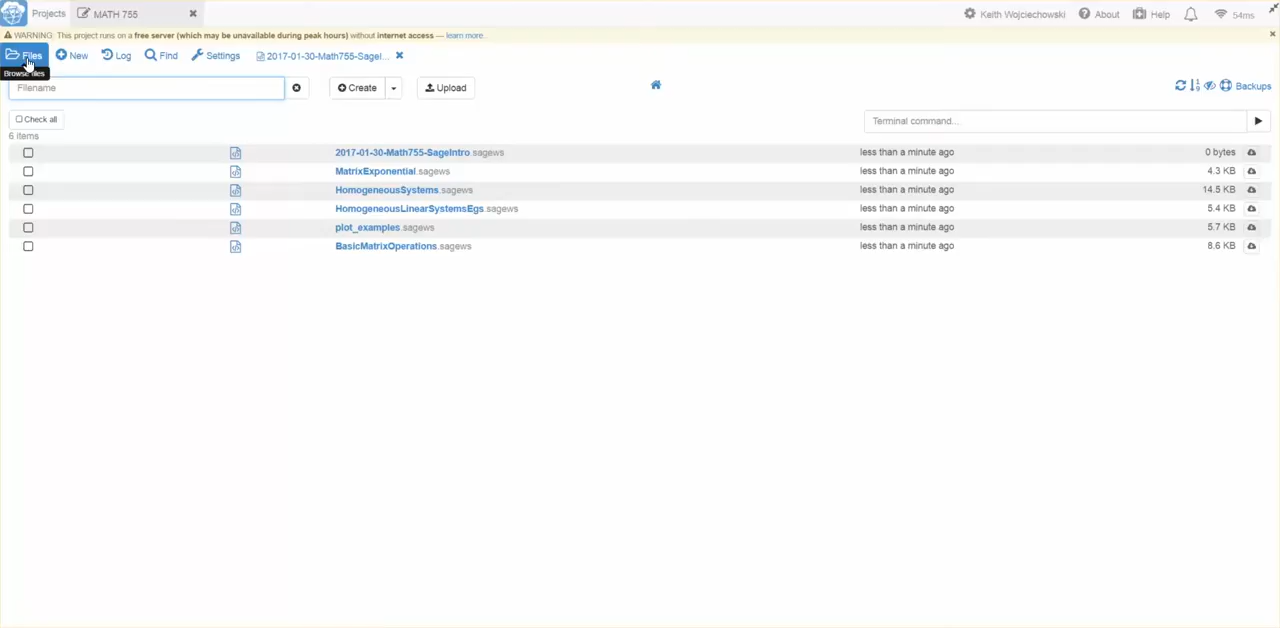 Projects MATH 755 Keith Wojciechowski About Help 54ms
WARNING: This project runs on a free server (which may be unavailable during peak hours) without internet access — learn more..
Files New Log Find Settings 2017-01-30-Math755-SageI...
Browse files
Filename Create Upload Backups
Check all Terminal command...
6 items
2017-01-30-Math755-SageIntro.sagews less than a minute ago 0 bytes
MatrixExponential.sagews less than a minute ago 4.3 KB
HomogeneousSystems.sagews less than a minute ago 14.5 KB
HomogeneousLinearSystemsEgs.sagews less than a minute ago 5.4 KB
plot_examples.sagews less than a minute ago 5.7 KB
BasicMatrixOperations.sagews less than a minute ago 8.6 KB